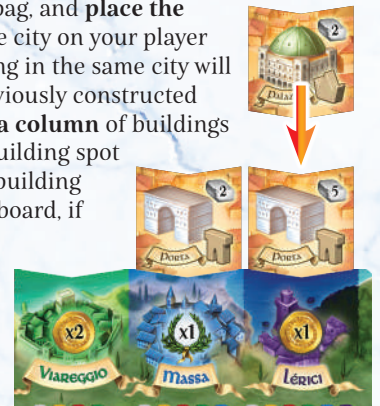 bag, and place the
e city on your player
ng in the same city will
viously constructed
a column of buildings
uilding spot
building
board, if
2
Palaz
2
5
Porta
Porta
x2
x1
x1
Viareggio
Massa
Lérici